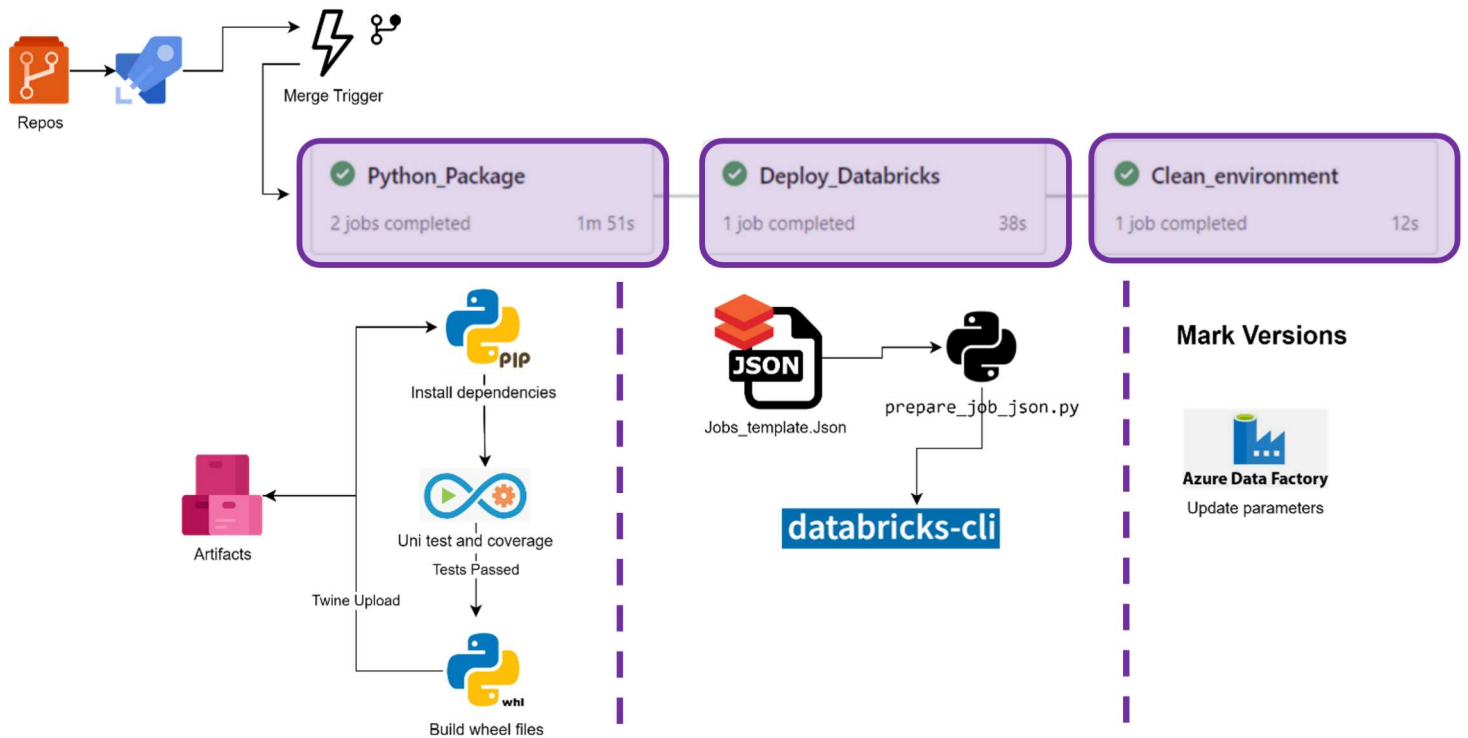 Repos
Merge Trigger
Python_Package
2 jobs completed 1m 51s
Deploy_Databricks
1 job completed 38s
Clean_environment
1 job completed 12s
PIP
Install dependencies
Uni test and coverage
Tests Passed
Artifacts
Twine Upload
whl
Build wheel files
JSON
Jobs_template.Json
prepare_job_json.py
databricks-cli
Mark Versions
Azure Data Factory
Update parameters